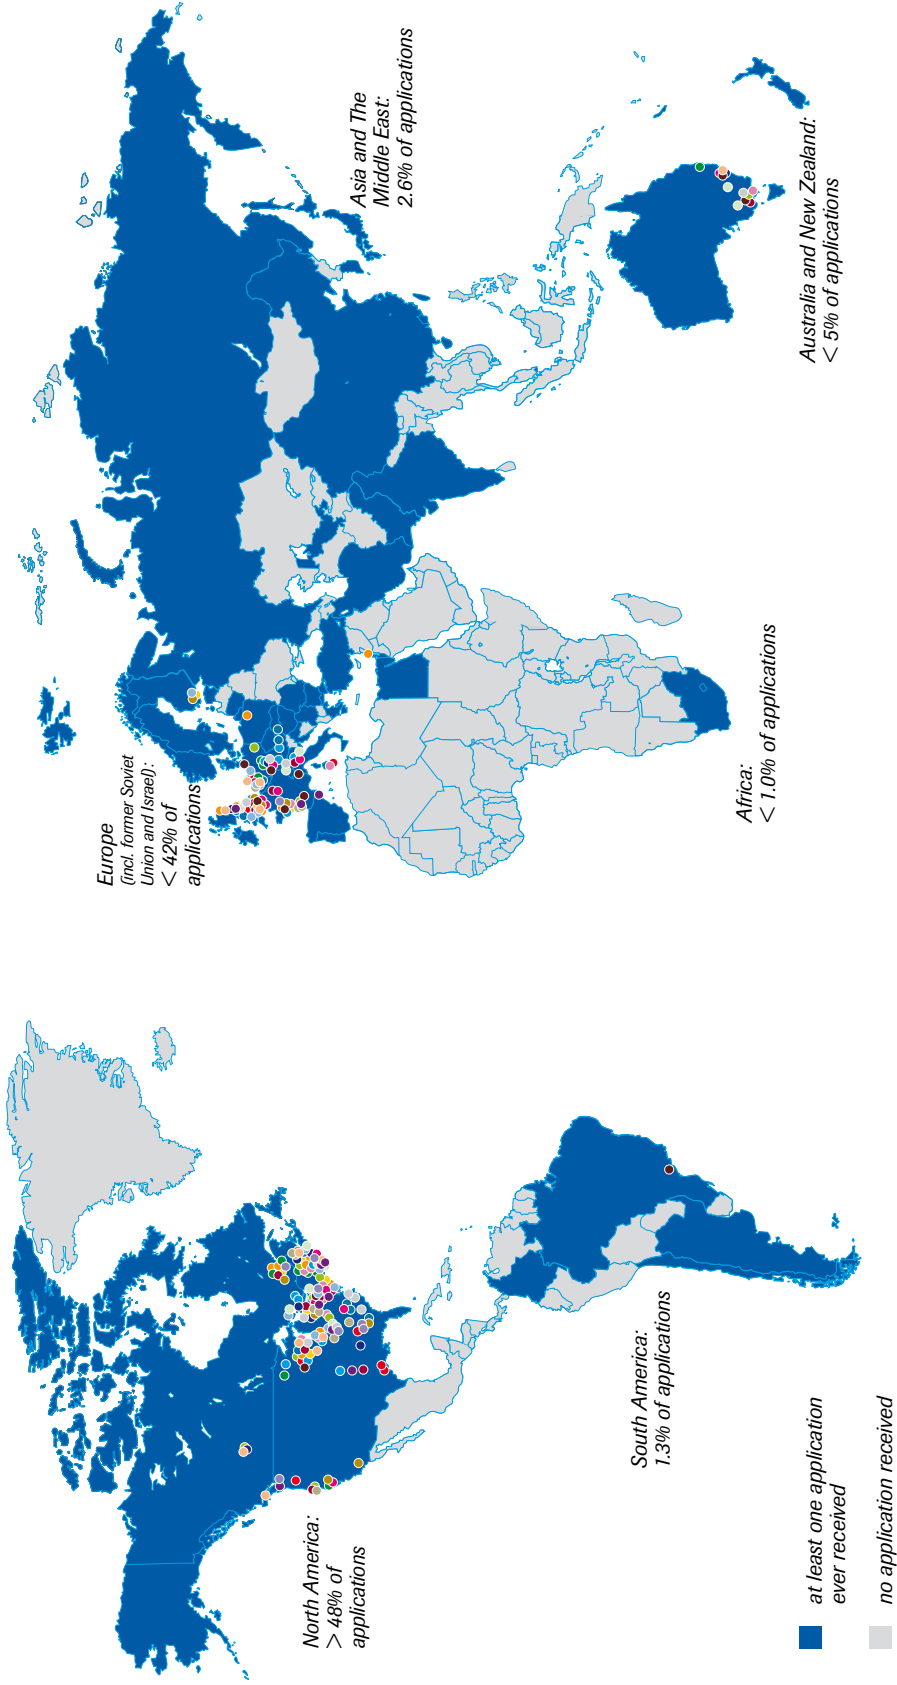 North America:
> 48% of
applications
South America:
1.3% of applications
Europe
(incl. former Soviet
Union and Israel):
< 42% of
applications
Africa:
< 1.0% of applications
Asia and The
Middle East:
2.6% of applications
Australia and New Zealand:
< 5% of applications
at least one application
ever received
no application received